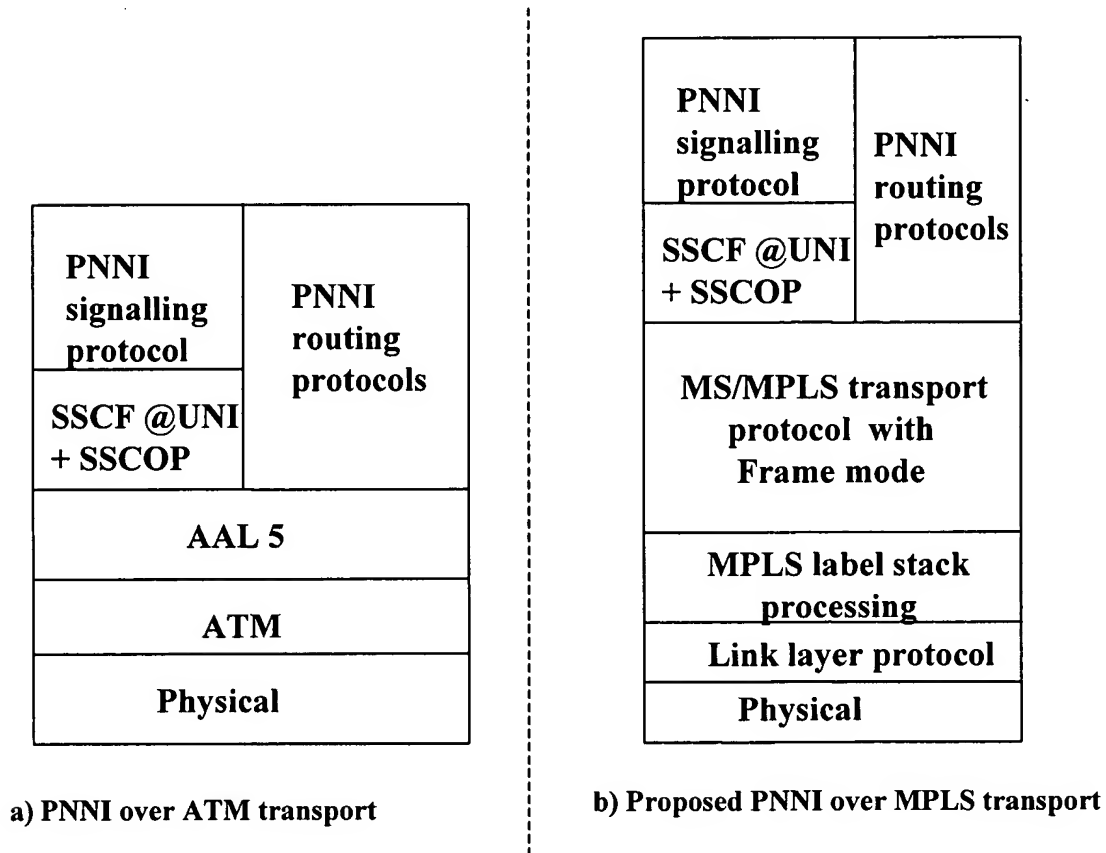 PNNI
signalling
protocol
PNNI
routing
protocols
SSCF @UNI
+ SSCOP
AAL 5
ATM
Physical
a) PNNI over ATM transport
PNNI
signalling
protocol
PNNI
routing
protocols
SSCF @UNI
+ SSCOP
MS/MPLS transport
protocol with
Frame mode
MPLS label stack
processing
Link layer protocol
Physical
b) Proposed PNNI over MPLS transport